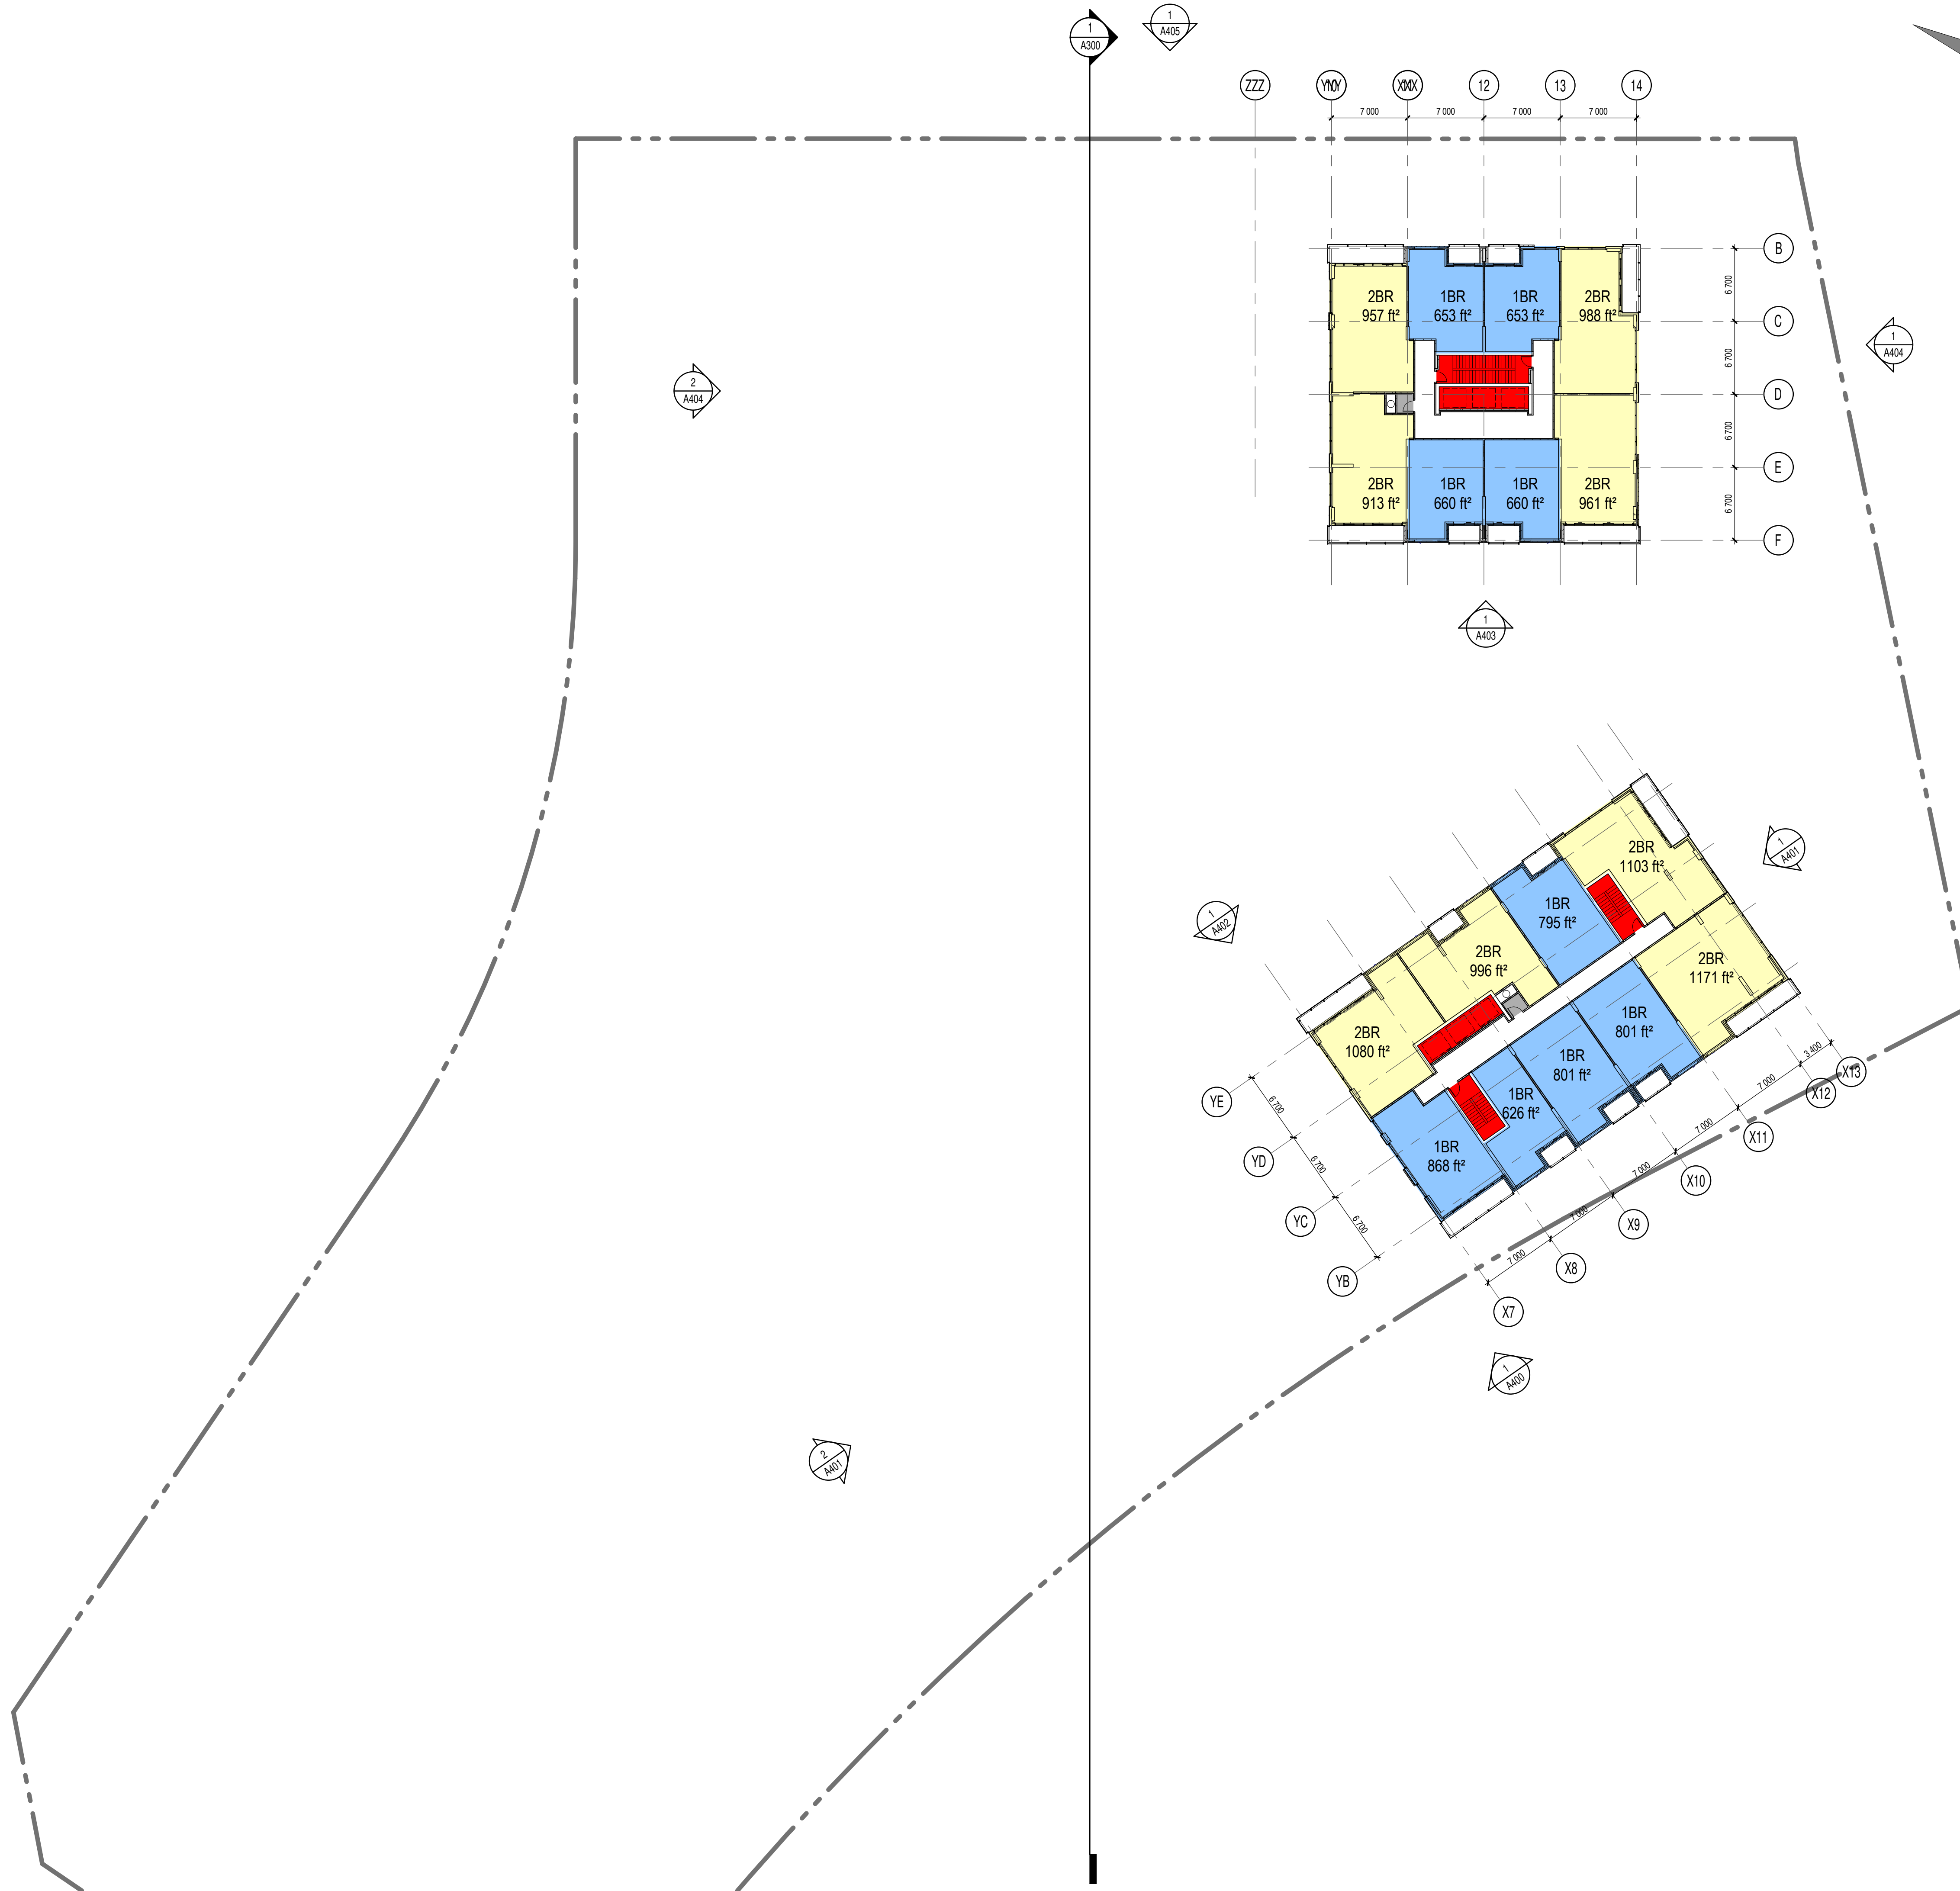 1
A300
1
A405
ZZZ
12
13
14
7 000
7 000
7 000
7 000
B
C
D
E
F
6 700
6 700
6 700
6 700
2BR
957 ft²
1BR
653 ft²
1BR
653 ft²
2BR
988 ft²
2BR
913 ft²
1BR
660 ft²
1BR
660 ft²
2BR
961 ft²
2
A404
1
A404
1
A403
1
A401
1
A402
2BR
1103 ft²
1BR
795 ft²
2BR
996 ft²
2BR
1171 ft²
2BR
1080 ft²
1BR
801 ft²
1BR
801 ft²
1BR
626 ft²
1BR
868 ft²
YE
YD
YC
YB
6 700
6 700
6 700
3 400
7 000
7 000
7 000
7 000
7 000
X13
X12
X11
X10
X9
X8
X7
1
A400
2
A401